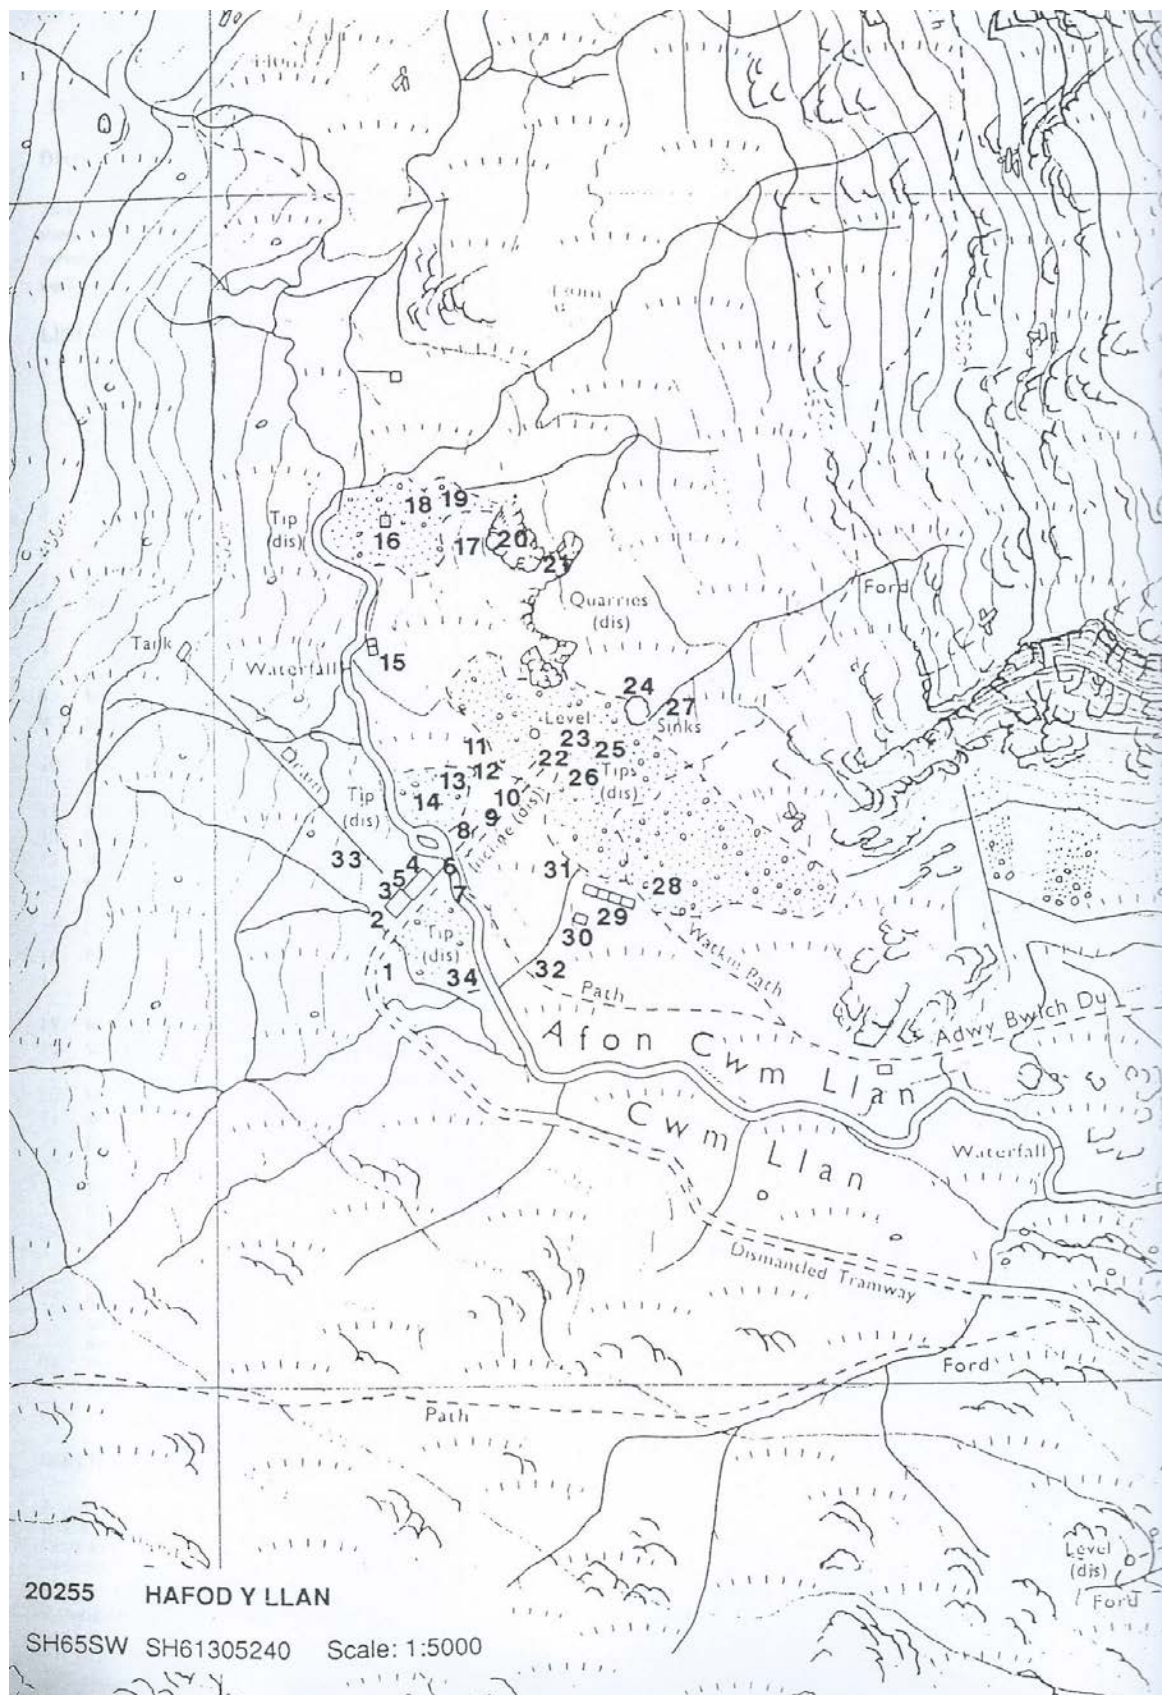 18 19
Tip
(dis)
16
17
20
21
Quarries
(dis)
Ford
Tank
Waterfall
15
24
27
Sinks
Level
23
11
22
25
12
26
Tips
(dis)
13
10
14
Tip
(dis)
9
Incline (dis)
8
Drain
33
4
6
31
5
3
7
28
2
29
Tip
(dis)
30
1
34
32
Watkin Path
Path
Adwy Bwlch Du
Afon Cwm Llan
Cwm Llan
Waterfall
Dismantled Tramway
Ford
Path
Level
(dis)
Ford
20255 HAFOD Y LLAN
SH65SW SH61305240 Scale: 1:5000